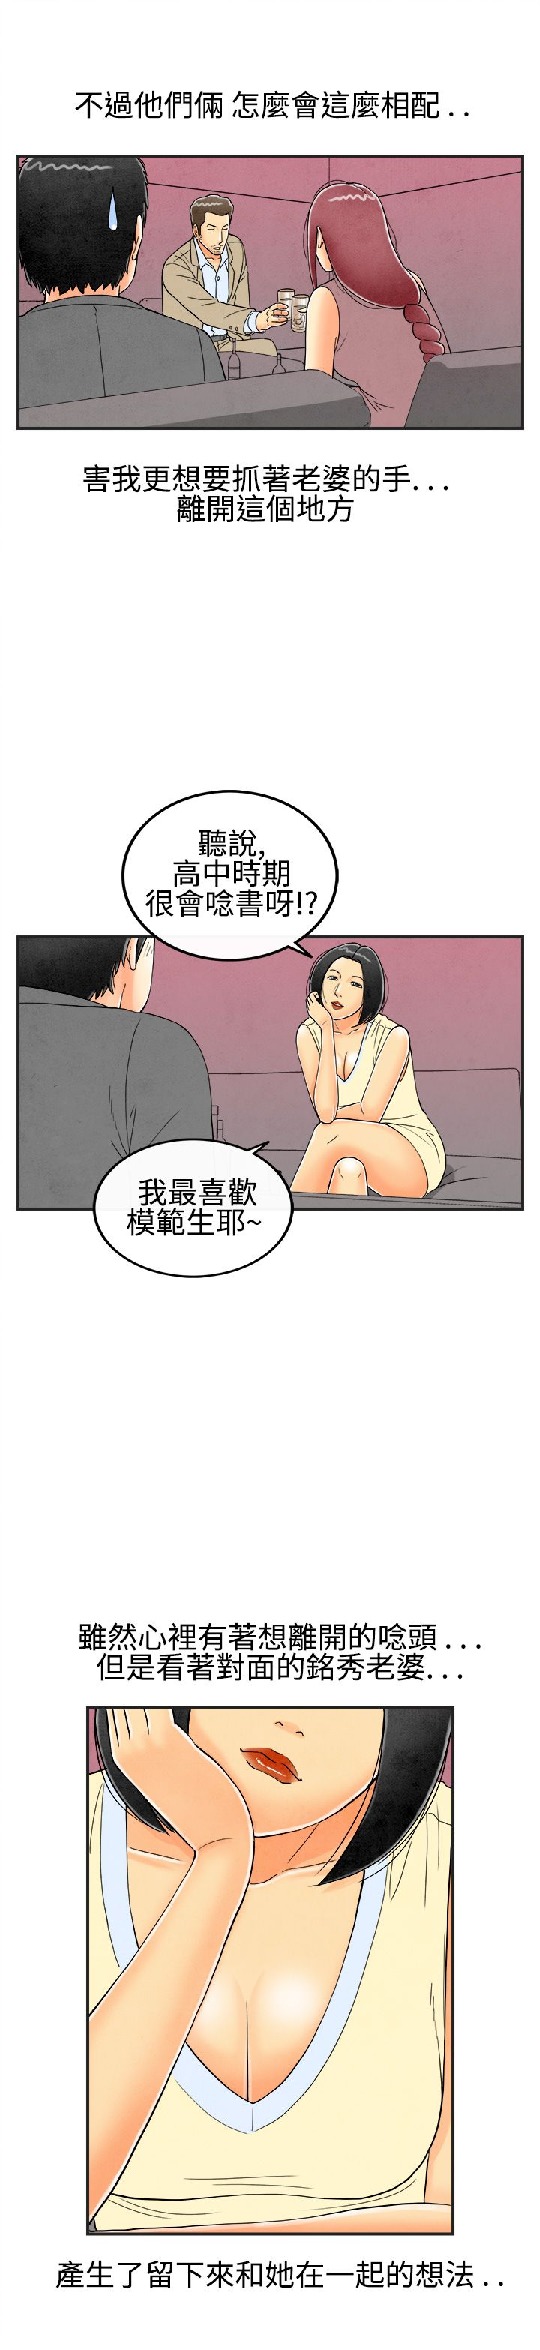 不過他們倆 怎麼會這麼相配 . .
害我更想要抓著老婆的手. . .
離開這個地方
聽說,
高中時期
很會唸書呀!?
我最喜歡
模範生耶~
雖然心裡有著想離開的唸頭 . . .
但是看著對面的銘秀老婆. . .
產生了留下來和她在一起的想法 . .